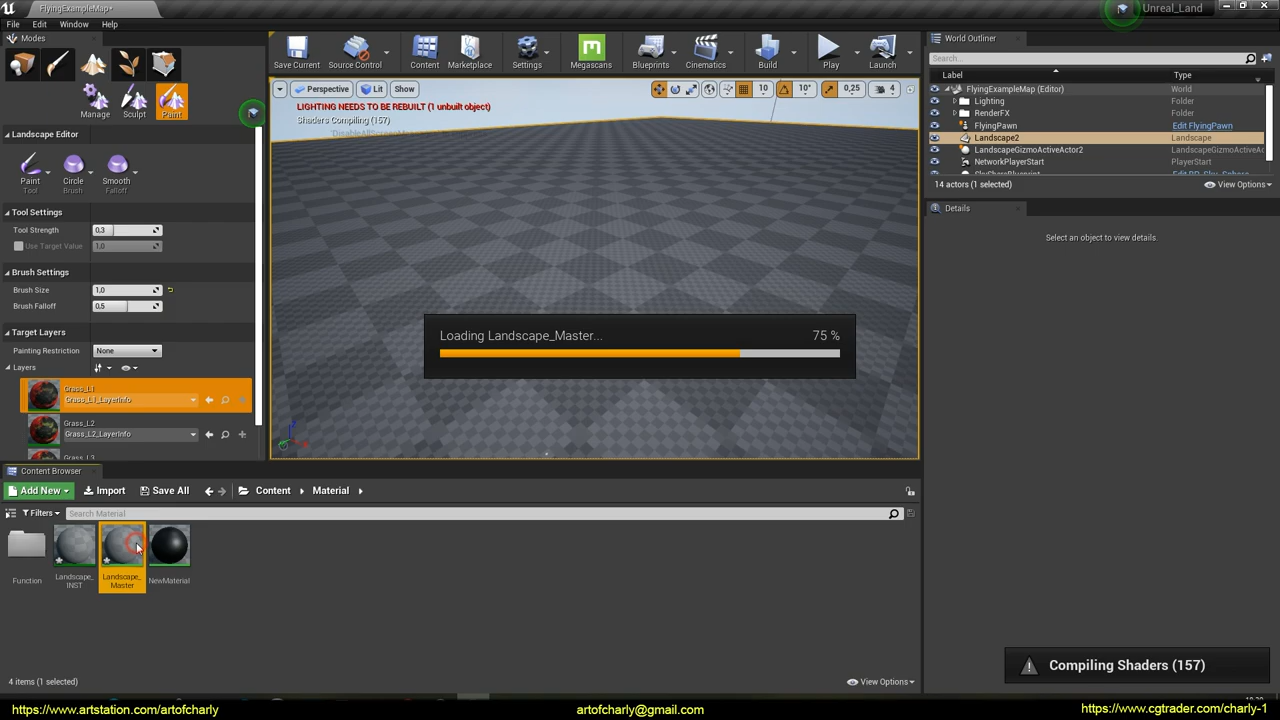 FlyingExampleMap*
Unreal_Land
File Edit Window Help
Modes
Save Current Source Control Content Marketplace Settings Megascans Blueprints Cinematics Build Play Launch
World Outliner
Search...
Label Type
FlyingExampleMap (Editor) World
Lighting Folder
RenderFX Folder
FlyingPawn Edit FlyingPawn
Landscape2 Landscape
LandscapeGizmoActiveActor2 LandscapeGizmoActiveAc
NetworkPlayerStart PlayerStart
14 actors (1 selected) View Options
Details
Select an object to view details.
Manage Sculpt Paint
Landscape Editor
Paint Circle Smooth
Tool Brush Falloff
Tool Settings
Tool Strength 0,3
Use Target Value 1,0
Brush Settings
Brush Size 1,0
Brush Falloff 0,5
Target Layers
Painting Restriction None
Layers
Grass_L1
Grass_L1_LayerInfo
Grass_L2
Grass_L2_LayerInfo
Grass_L3
Perspective Lit Show 10 10° 0,25 4
LIGHTING NEEDS TO BE REBUILT (1 unbuilt object)
Shaders Compiling (157)
Loading Landscape_Master... 75 %
Content Browser
Add New Import Save All Content Material
Filters Search Material
Function
Landscape_
INST
Landscape_
Master
NewMaterial
4 items (1 selected) View Options
Compiling Shaders (157)
https://www.artstation.com/artofcharly
artofcharly@gmail.com
https://www.cgtrader.com/charly-1